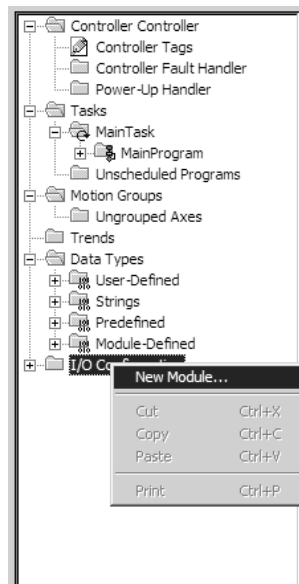 Controller Controller
Controller Tags
Controller Fault Handler
Power-Up Handler
Tasks
MainTask
MainProgram
Unscheduled Programs
Motion Groups
Ungrouped Axes
Trends
Data Types
User-Defined
Strings
Predefined
Module-Defined
I/O
New Module...
Cut Ctrl+X
Copy Ctrl+C
Paste Ctrl+V
Print Ctrl+P